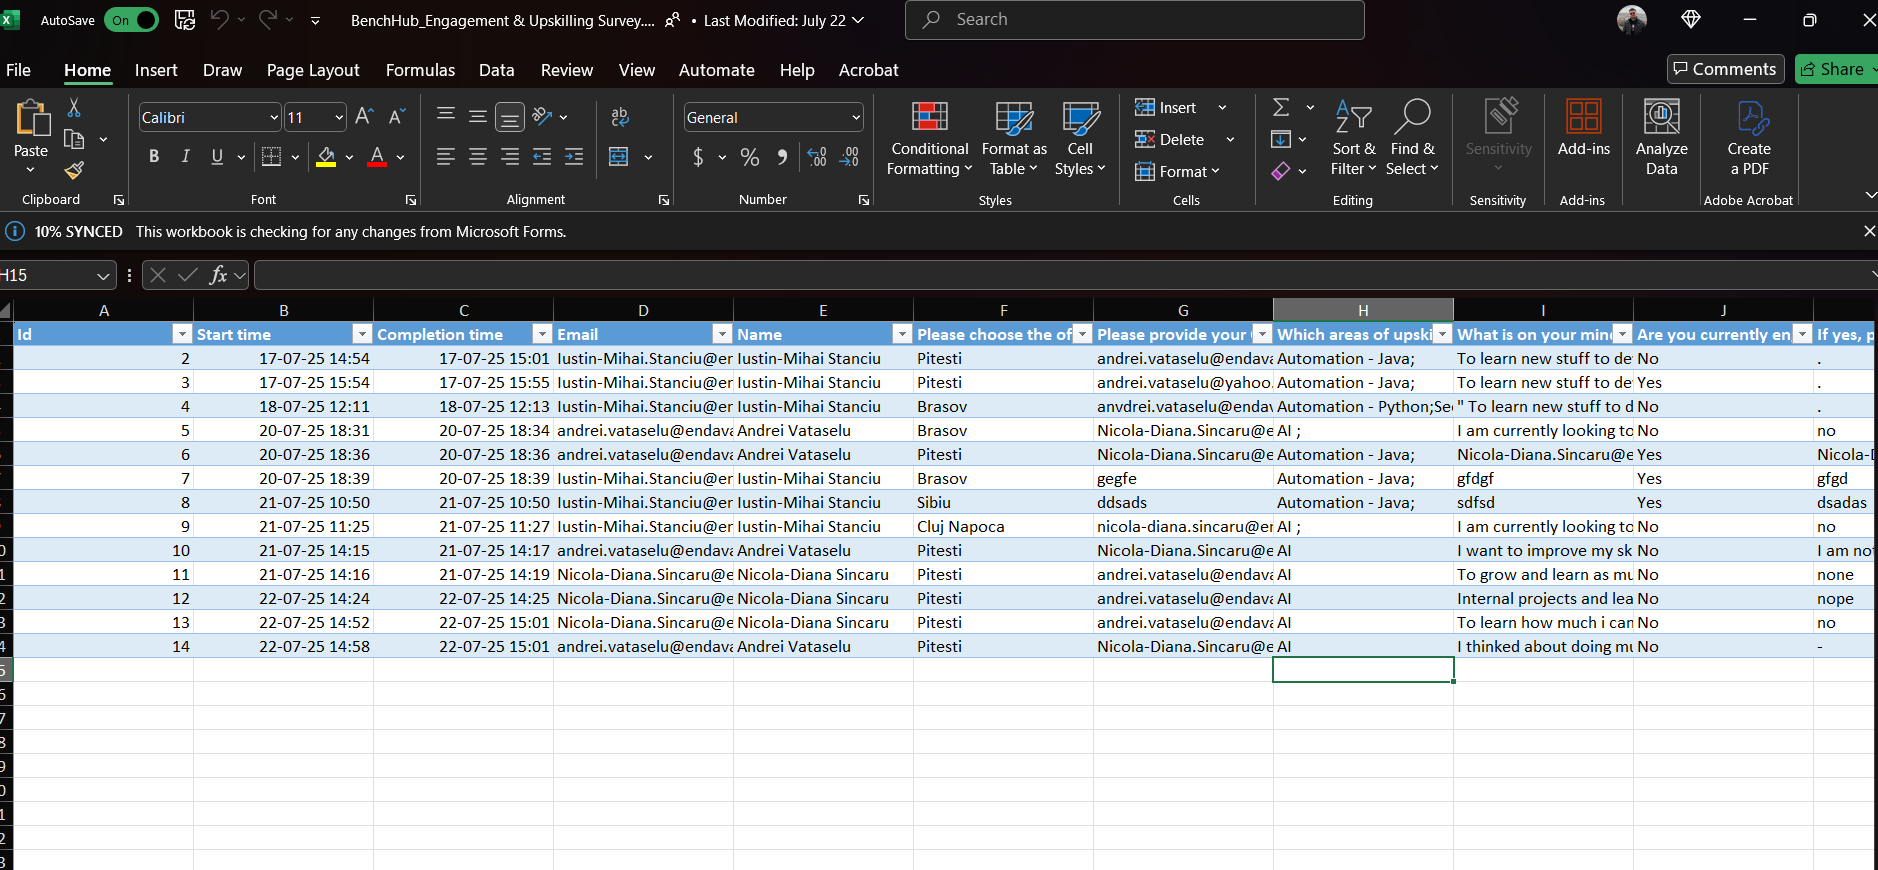 AutoSave On BenchHub_Engagement & Upskilling Survey.... • Last Modified: July 22 Search
File Home Insert Draw Page Layout Formulas Data Review View Automate Help Acrobat Comments Share
Paste
Clipboard
Calibri 11
B I U
Font
Alignment
General
$ % 9
Number
Conditional Formatting
Format as Table
Cell Styles
Styles
Insert
Delete
Format
Cells
Sort & Filter
Find & Select
Editing
Sensitivity
Sensitivity
Add-ins
Add-ins
Analyze Data
Create a PDF
Adobe Acrobat
10% SYNCED This workbook is checking for any changes from Microsoft Forms.
H15 fx
A B C D E F G H I J
Id Start time Completion time Email Name Please choose the of Please provide your Which areas of upski What is on your min Are you currently en If yes, p
2 17-07-25 14:54 17-07-25 15:01 Iustin-Mihai.Stanciu@er Iustin-Mihai Stanciu Pitesti andrei.vataselu@endava Automation - Java; To learn new stuff to de No .
3 17-07-25 15:54 17-07-25 15:55 Iustin-Mihai.Stanciu@er Iustin-Mihai Stanciu Pitesti andrei.vataselu@yahoo. Automation - Java; To learn new stuff to de Yes .
4 18-07-25 12:11 18-07-25 12:13 Iustin-Mihai.Stanciu@er Iustin-Mihai Stanciu Brasov anvdrei.vataselu@endav Automation - Python;Se " To learn new stuff to d No .
5 20-07-25 18:31 20-07-25 18:34 andrei.vataselu@endava Andrei Vataselu Brasov Nicola-Diana.Sincaru@e AI ; I am currently looking to No no
6 20-07-25 18:36 20-07-25 18:36 andrei.vataselu@endava Andrei Vataselu Pitesti Nicola-Diana.Sincaru@e Automation - Java; Nicola-Diana.Sincaru@e Yes Nicola-D
7 20-07-25 18:39 20-07-25 18:39 Iustin-Mihai.Stanciu@er Iustin-Mihai Stanciu Brasov gegfe Automation - Java; gfdgf Yes gfgd
8 21-07-25 10:50 21-07-25 10:50 Iustin-Mihai.Stanciu@er Iustin-Mihai Stanciu Sibiu ddsads Automation - Java; sdfsd Yes dsadas
9 21-07-25 11:25 21-07-25 11:27 Iustin-Mihai.Stanciu@er Iustin-Mihai Stanciu Cluj Napoca nicola-diana.sincaru@er AI ; I am currently looking to No no
10 21-07-25 14:15 21-07-25 14:17 andrei.vataselu@endava Andrei Vataselu Pitesti Nicola-Diana.Sincaru@e AI I want to improve my sk No I am not
11 21-07-25 14:16 21-07-25 14:19 Nicola-Diana.Sincaru@e Nicola-Diana Sincaru Pitesti andrei.vataselu@endava AI To grow and learn as mu No none
12 22-07-25 14:24 22-07-25 14:25 Nicola-Diana.Sincaru@e Nicola-Diana Sincaru Pitesti andrei.vataselu@endava AI Internal projects and lea No nope
13 22-07-25 14:52 22-07-25 15:01 Nicola-Diana.Sincaru@e Nicola-Diana Sincaru Pitesti andrei.vataselu@endava AI To learn how much i can No no
14 22-07-25 14:58 22-07-25 15:01 andrei.vataselu@endava Andrei Vataselu Pitesti Nicola-Diana.Sincaru@e AI I thinked about doing mu No -